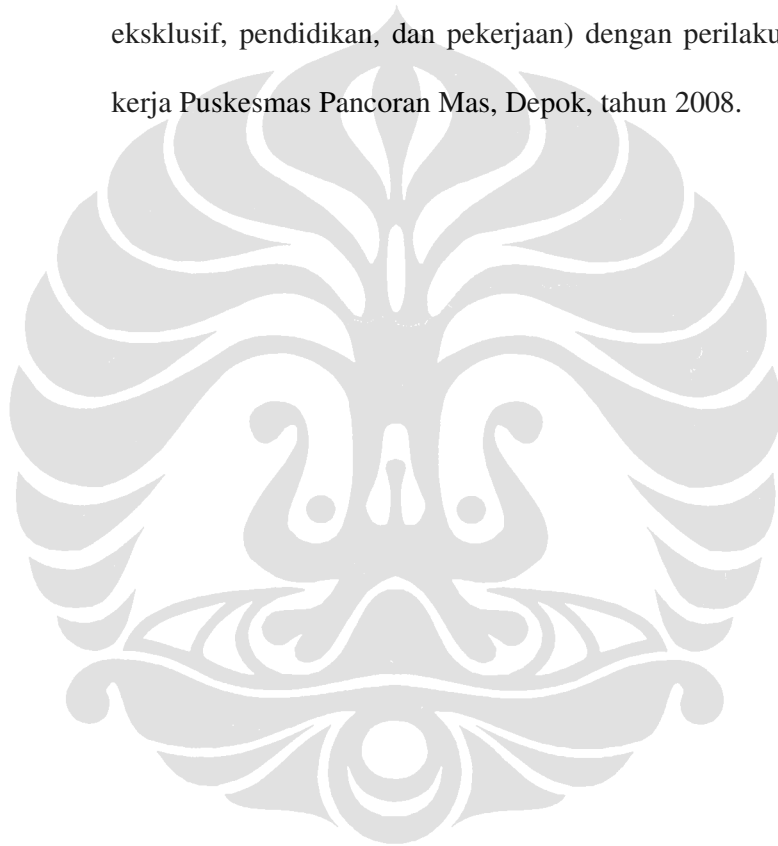 eksklusif, pendidikan, dan pekerjaan) dengan perilaku
kerja Puskesmas Pancoran Mas, Depok, tahun 2008.